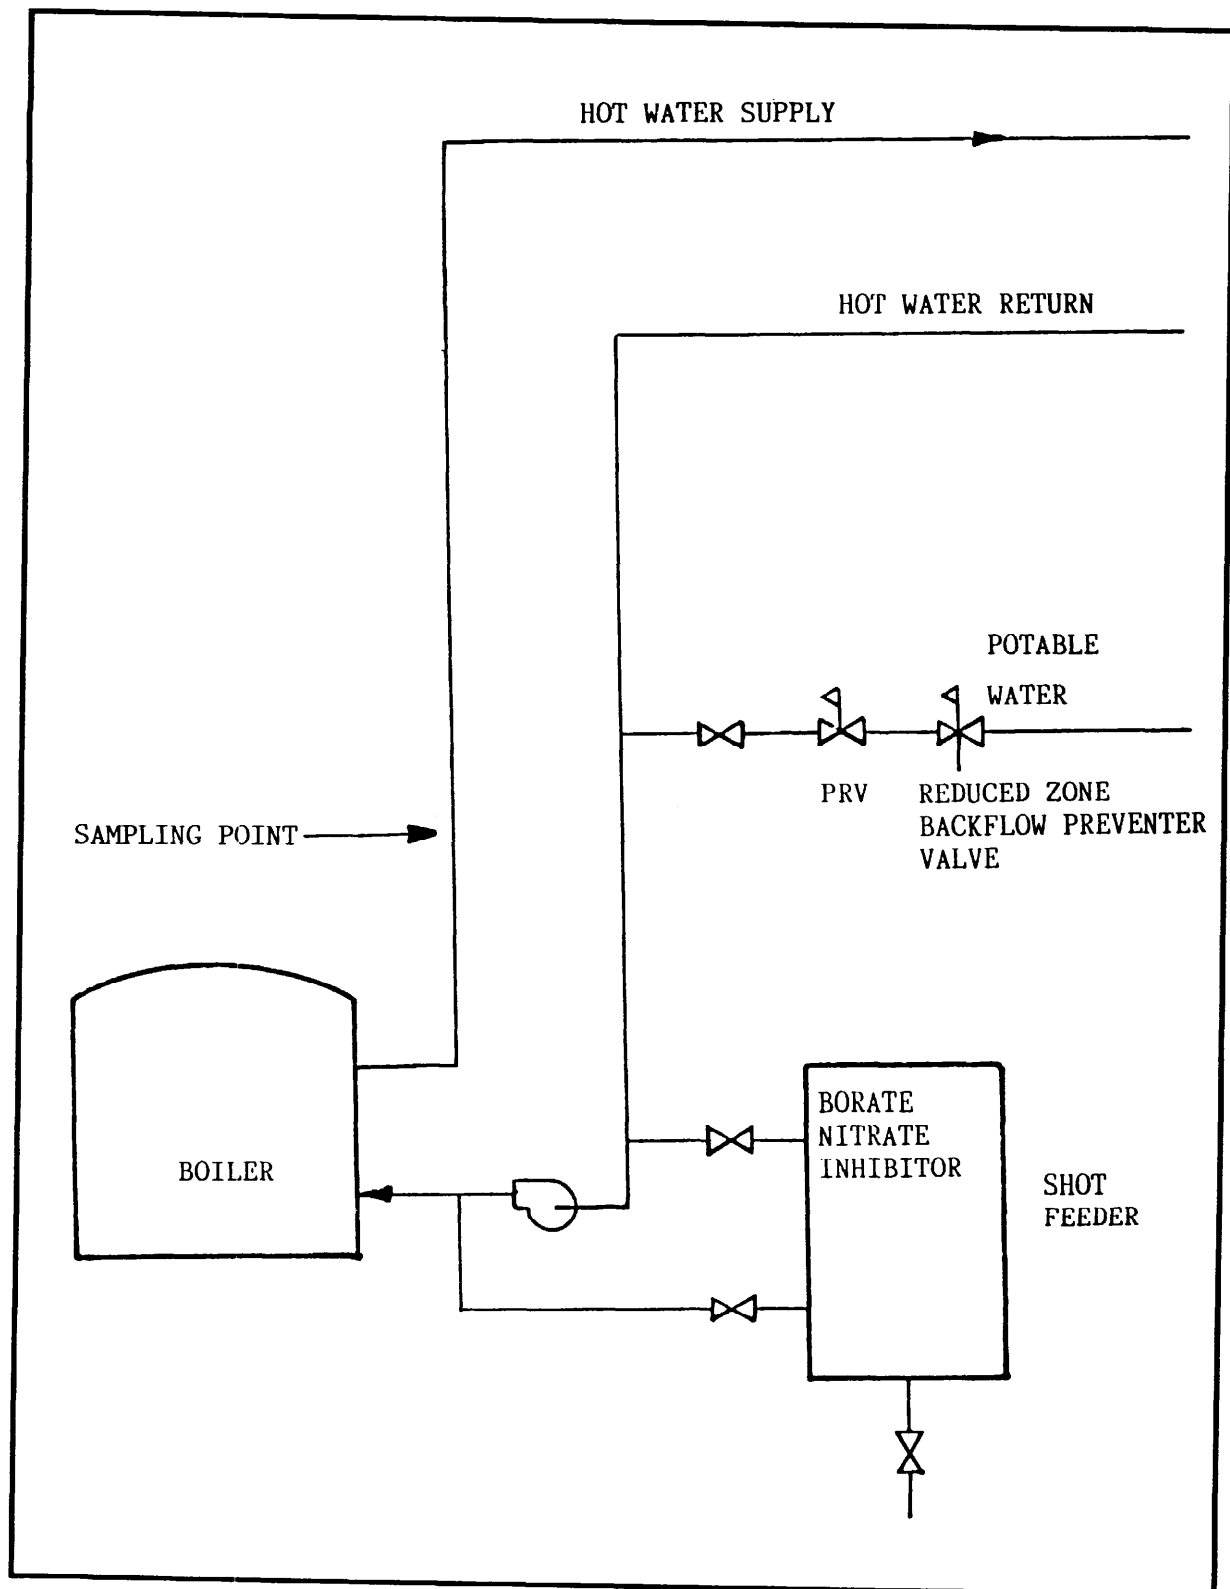 HOT WATER SUPPLY
HOT WATER RETURN
POTABLE
WATER
PRV
REDUCED ZONE
BACKFLOW PREVENTER
VALVE
SAMPLING POINT
BORATE
NITRATE
INHIBITOR
BOILER
SHOT
FEEDER